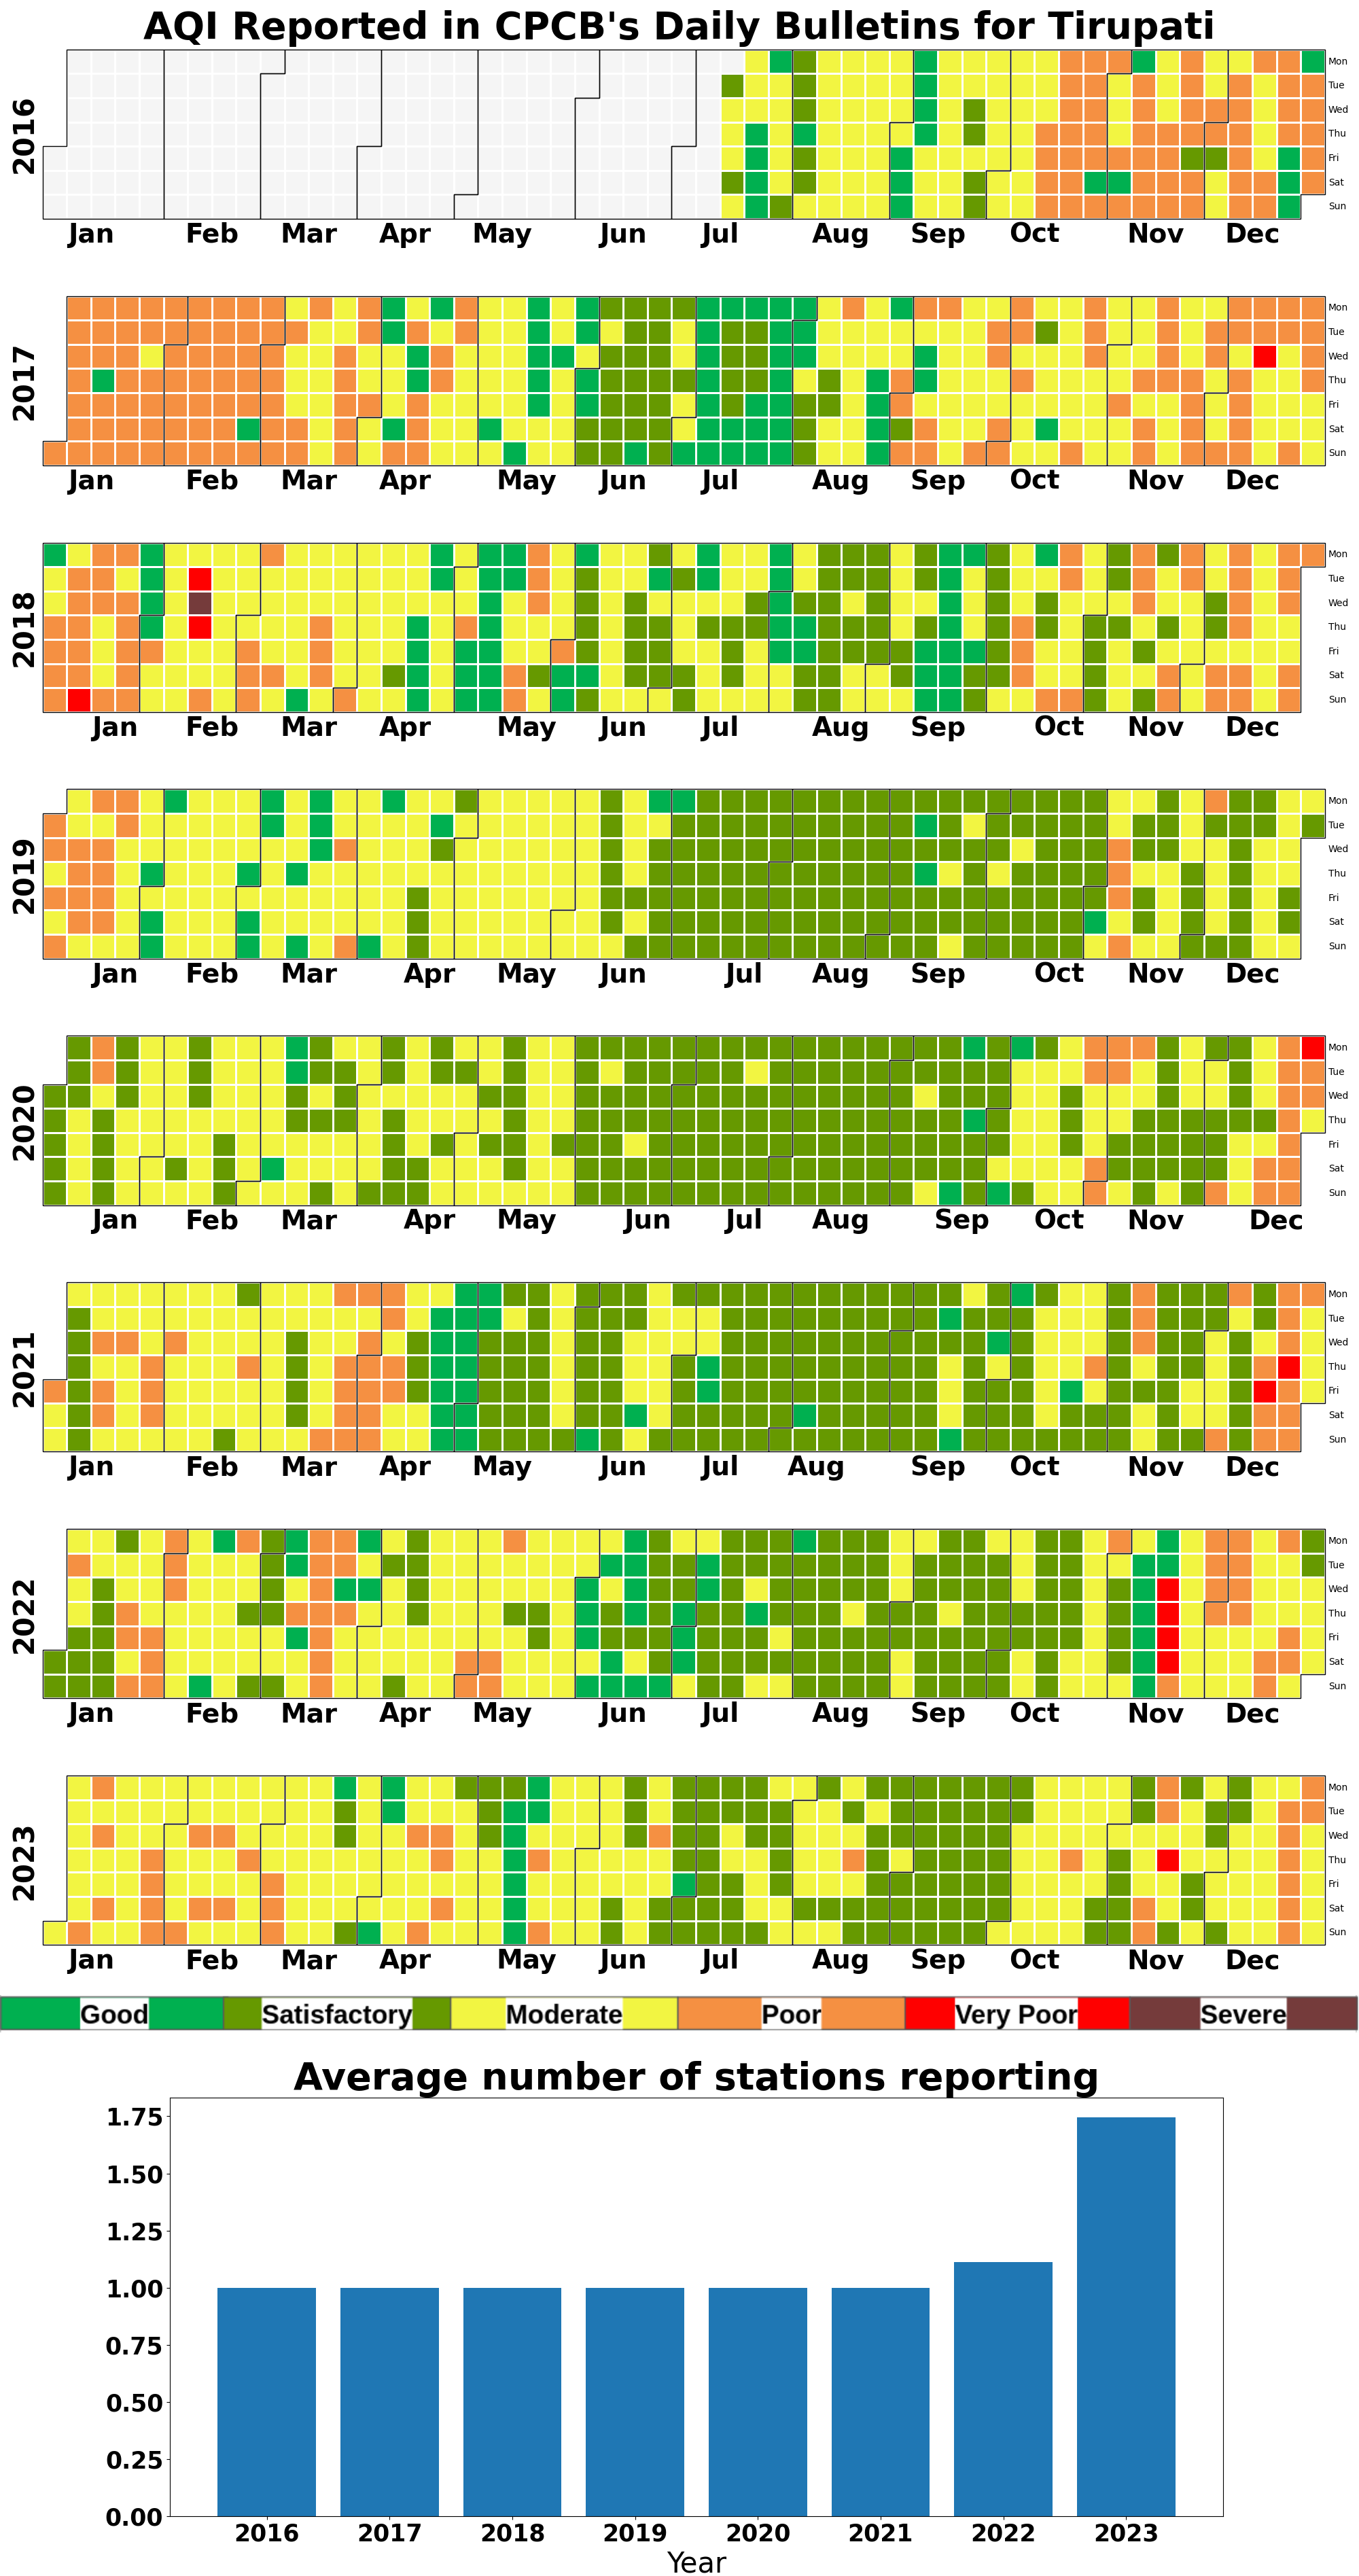 AQI Reported in CPCB's Daily Bulletins for Tirupati
2016
Mon
Tue
Wed
Thu
Fri
Sat
Sun
Jan Feb Mar Apr May Jun Jul Aug Sep Oct Nov Dec
2017
Mon
Tue
Wed
Thu
Fri
Sat
Sun
Jan Feb Mar Apr May Jun Jul Aug Sep Oct Nov Dec
2018
Mon
Tue
Wed
Thu
Fri
Sat
Sun
Jan Feb Mar Apr May Jun Jul Aug Sep Oct Nov Dec
2019
Mon
Tue
Wed
Thu
Fri
Sat
Sun
Jan Feb Mar Apr May Jun Jul Aug Sep Oct Nov Dec
2020
Mon
Tue
Wed
Thu
Fri
Sat
Sun
Jan Feb Mar Apr May Jun Jul Aug Sep Oct Nov Dec
2021
Mon
Tue
Wed
Thu
Fri
Sat
Sun
Jan Feb Mar Apr May Jun Jul Aug Sep Oct Nov Dec
2022
Mon
Tue
Wed
Thu
Fri
Sat
Sun
Jan Feb Mar Apr May Jun Jul Aug Sep Oct Nov Dec
2023
Mon
Tue
Wed
Thu
Fri
Sat
Sun
Jan Feb Mar Apr May Jun Jul Aug Sep Oct Nov Dec
Good Satisfactory Moderate Poor Very Poor Severe
Average number of stations reporting
1.75
1.50
1.25
1.00
0.75
0.50
0.25
0.00
2016 2017 2018 2019 2020 2021 2022 2023
Year